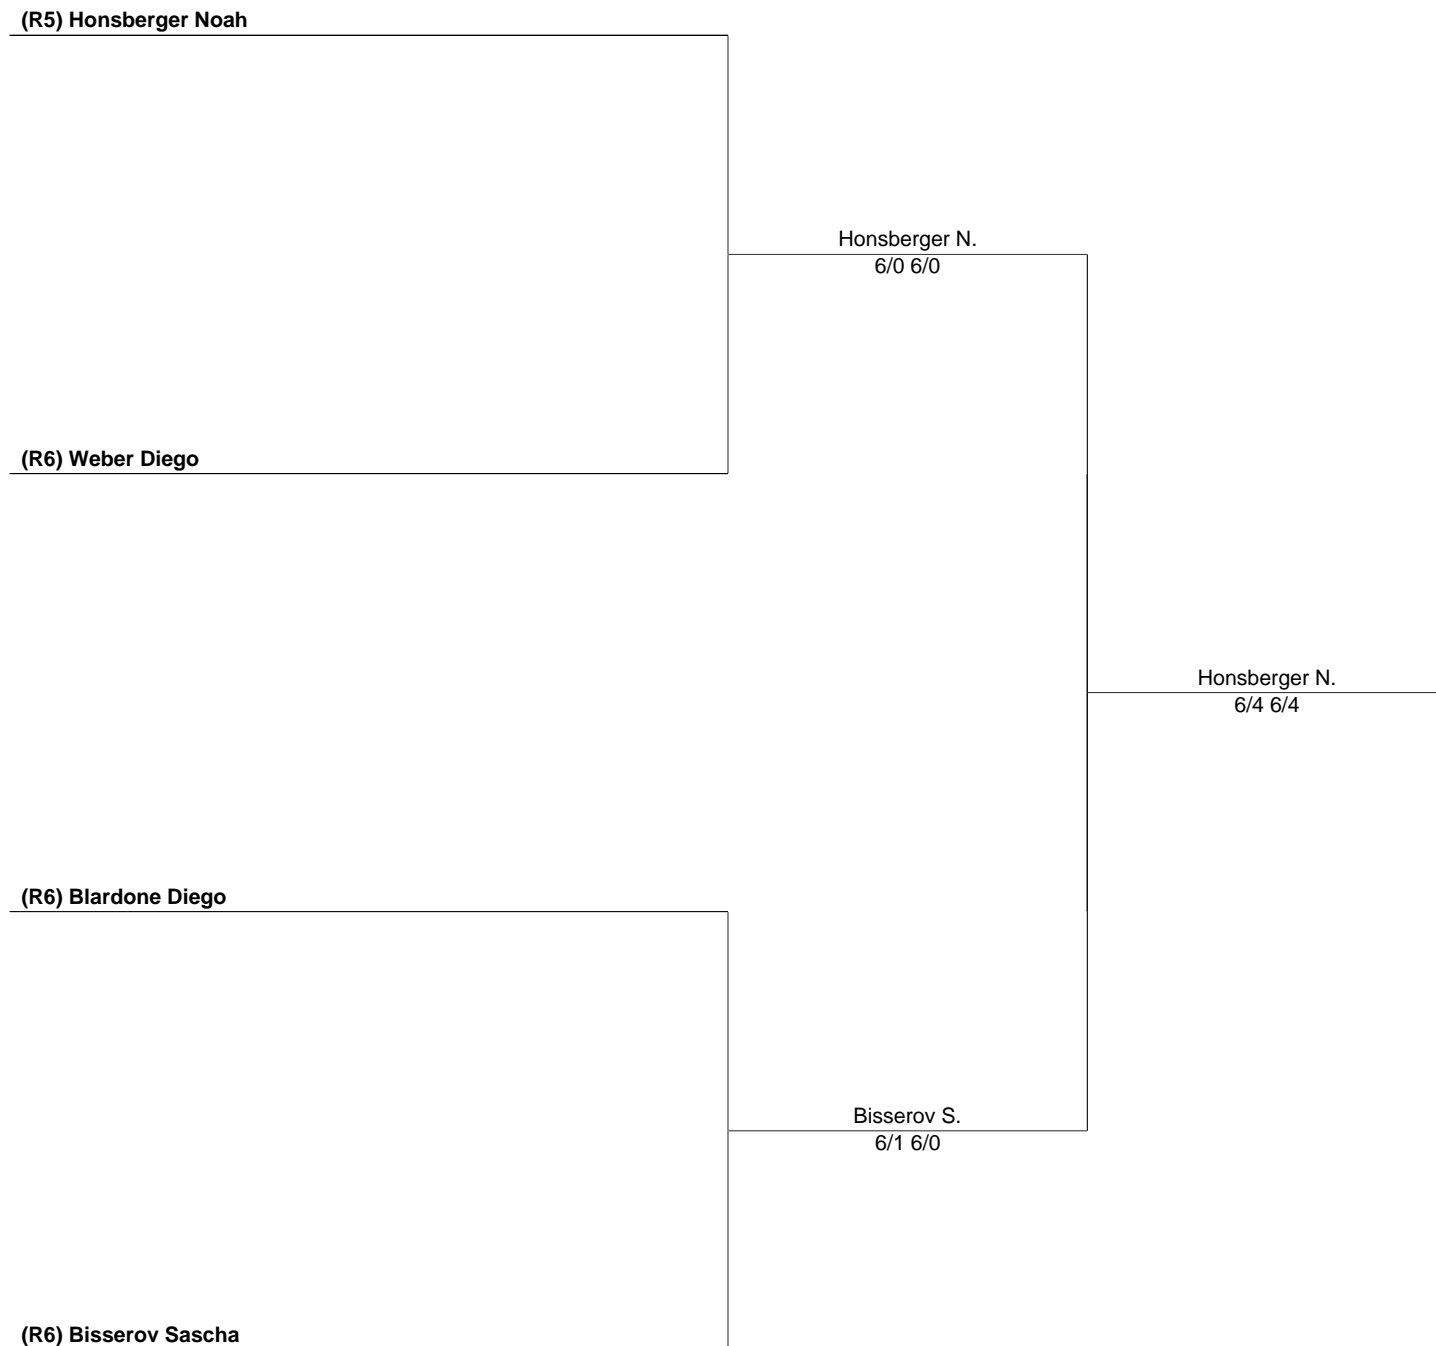 (R5) Honsberger Noah
Honsberger N.
6/0 6/0
(R6) Weber Diego
Honsberger N.
6/4 6/4
(R6) Blardone Diego
Bisserov S.
6/1 6/0
(R6) Bisserov Sascha